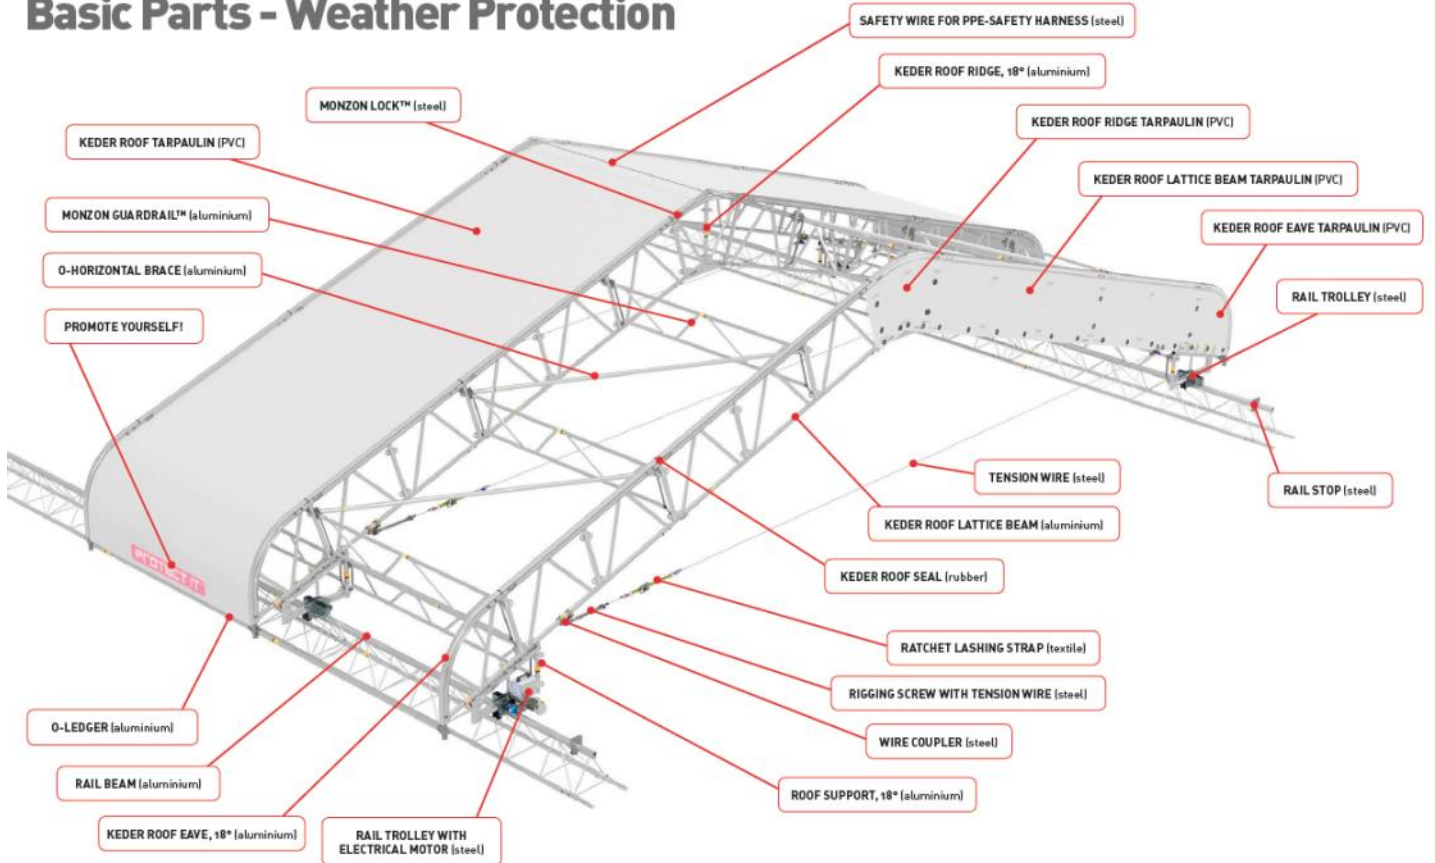 Basic Parts - Weather Protection
SAFETY WIRE FOR PPE-SAFETY HARNESS (steel)
KEDER ROOF RIDGE, 18° (aluminium)
MONZON LOCK™ (steel)
KEDER ROOF RIDGE TARPAULIN (PVC)
KEDER ROOF TARPAULIN (PVC)
KEDER ROOF LATTICE BEAM TARPAULIN (PVC)
MONZON GUARDRAIL™ (aluminium)
KEDER ROOF EAVE TARPAULIN (PVC)
O-HORIZONTAL BRACE (aluminium)
RAIL TROLLEY (steel)
PROMOTE YOURSELF!
TENSION WIRE (steel)
RAIL STOP (steel)
KEDER ROOF LATTICE BEAM (aluminium)
PROTECT IT
KEDER ROOF SEAL (rubber)
RATCHET LASHING STRAP (textile)
RIGGING SCREW WITH TENSION WIRE (steel)
O-LEDGER (aluminium)
WIRE COUPLER (steel)
RAIL BEAM (aluminium)
ROOF SUPPORT, 18° (aluminium)
KEDER ROOF EAVE, 18° (aluminium)
RAIL TROLLEY WITH
ELECTRICAL MOTOR (steel)